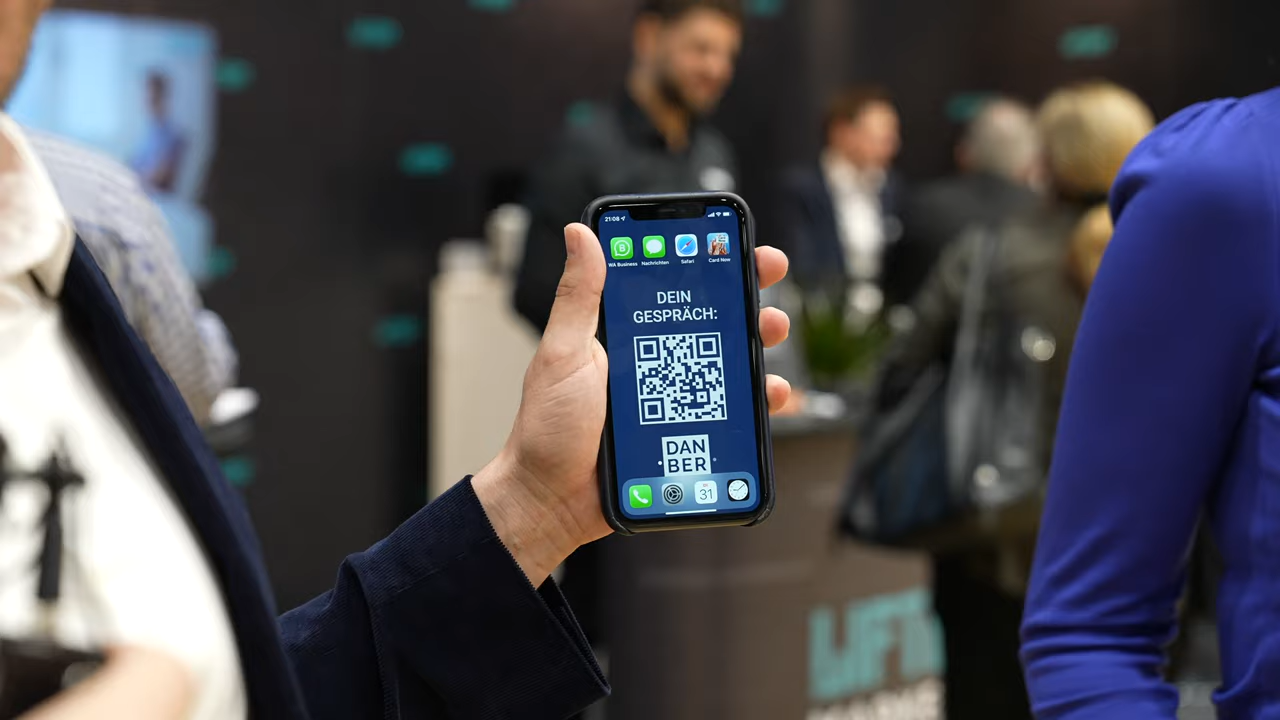 21:08
WA Business
Nachrichten
Safari
Card Now
DEIN
GESPRÄCH:
DAN
BER
31